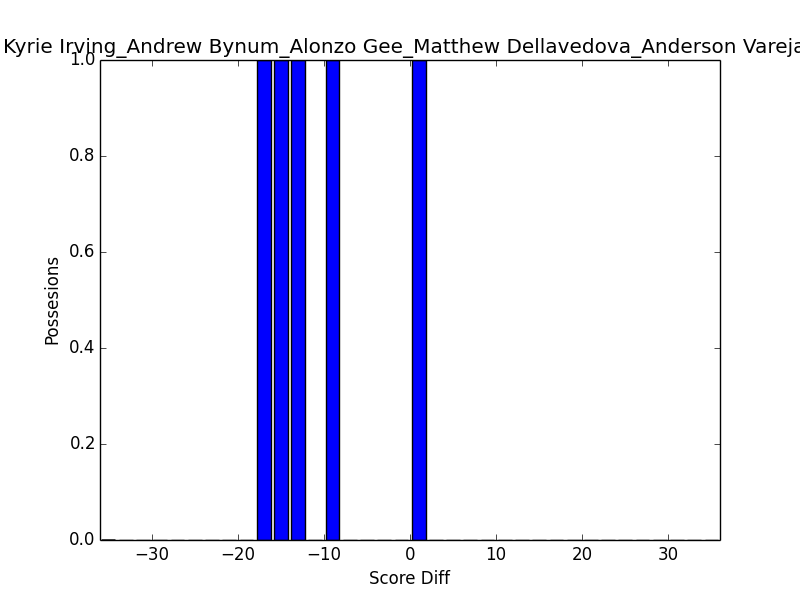 Kyrie Irving_Andrew Bynum_Alonzo Gee_Matthew Dellavedova_Anderson Vareja
1.0
0.8
0.6
0.4
0.2
0.0
Possesions
−30 −20 −10 0 10 20 30
Score Diff